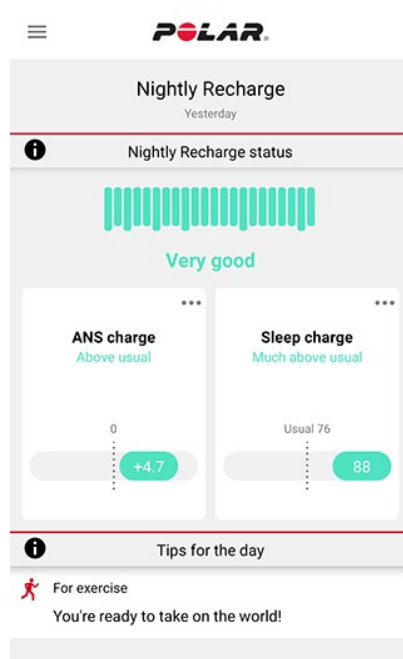 POLAR.
Nightly Recharge
Yesterday
Nightly Recharge status
Very good
ANS charge
Above usual
0
+4.7
Sleep charge
Much above usual
Usual 76
88
Tips for the day
For exercise
You're ready to take on the world!